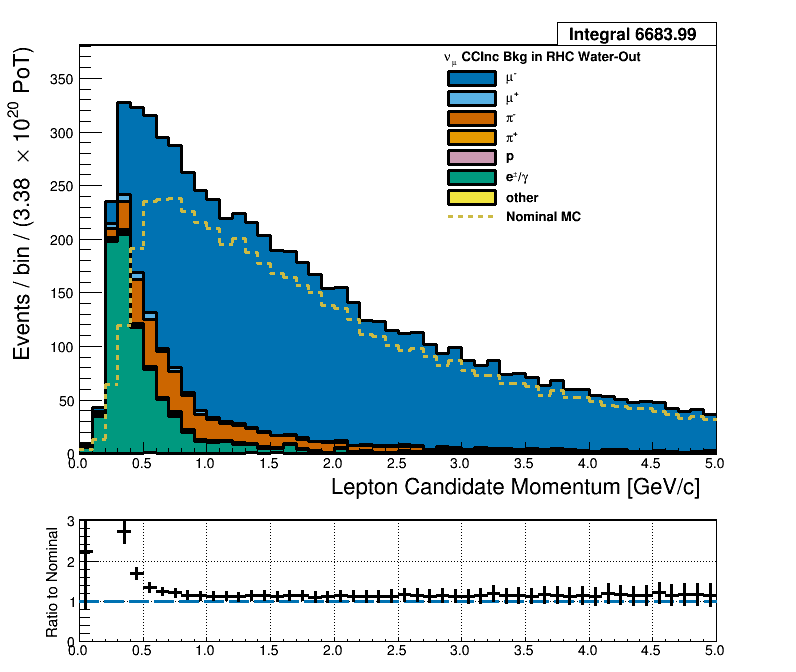 Integral 6683.99
ν_μ CCInc Bkg in RHC Water-Out
μ⁻
μ⁺
π⁻
π⁺
p
e^±/γ
other
Nominal MC
Events / bin / (3.38 × 10²⁰ PoT)
350
300
250
200
150
100
50
0
0.0 0.5 1.0 1.5 2.0 2.5 3.0 3.5 4.0 4.5 5.0
Lepton Candidate Momentum [GeV/c]
Ratio to Nominal
3
2
1
0
0.0 0.5 1.0 1.5 2.0 2.5 3.0 3.5 4.0 4.5 5.0